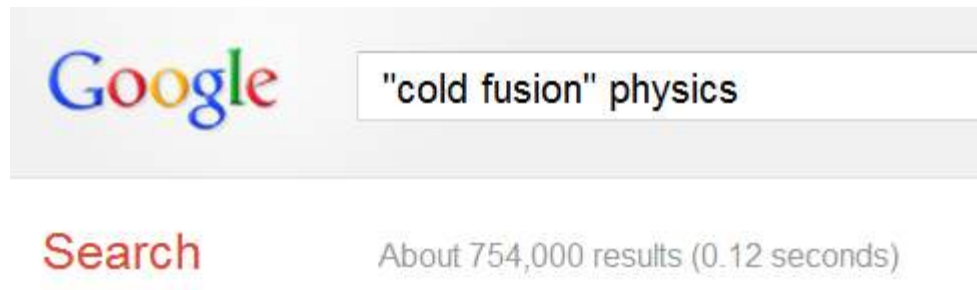 Google "cold fusion" physics
Search About 754,000 results (0.12 seconds)